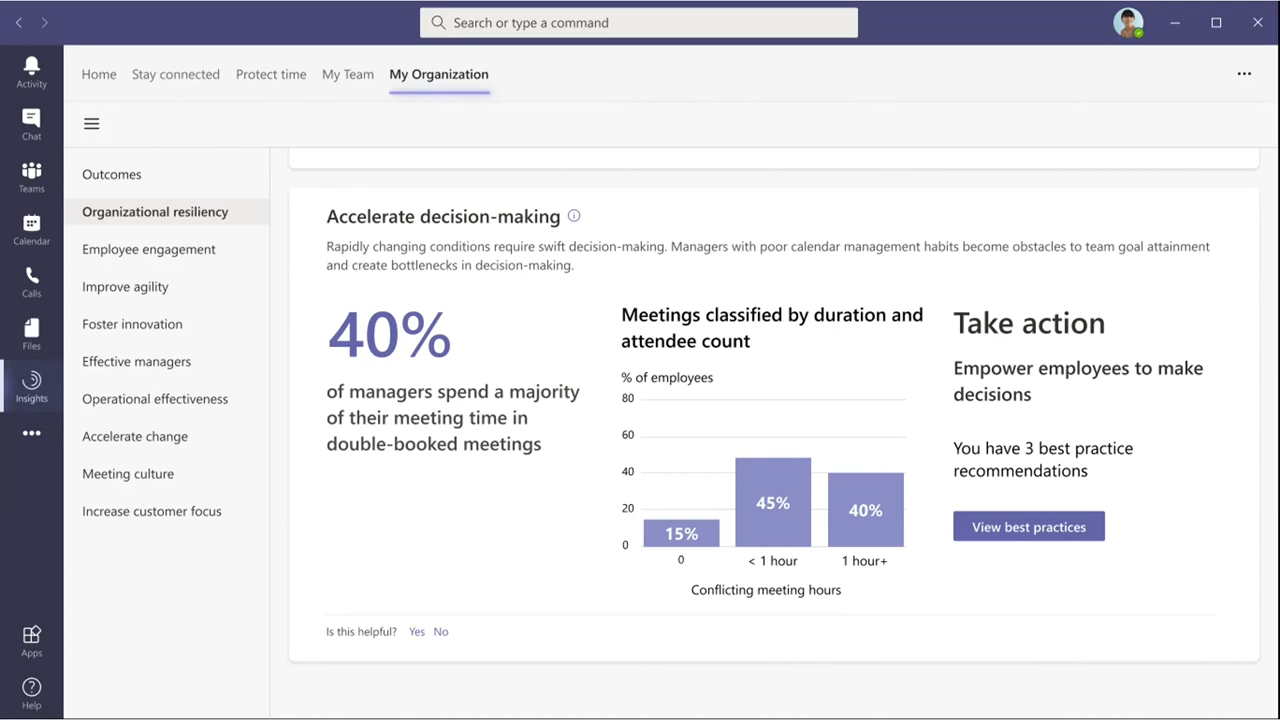 Search or type a command
Activity
Chat
Teams
Calendar
Calls
Files
Insights
Apps
Help
Home Stay connected Protect time My Team My Organization
Outcomes
Organizational resiliency
Employee engagement
Improve agility
Foster innovation
Effective managers
Operational effectiveness
Accelerate change
Meeting culture
Increase customer focus
Accelerate decision-making
Rapidly changing conditions require swift decision-making. Managers with poor calendar management habits become obstacles to team goal attainment
and create bottlenecks in decision-making.
40%
of managers spend a majority
of their meeting time in
double-booked meetings
Meetings classified by duration and
attendee count
% of employees
80
60
40
20
0
15%
45%
40%
0 < 1 hour 1 hour+
Conflicting meeting hours
Take action
Empower employees to make
decisions
You have 3 best practice
recommendations
View best practices
Is this helpful? Yes No